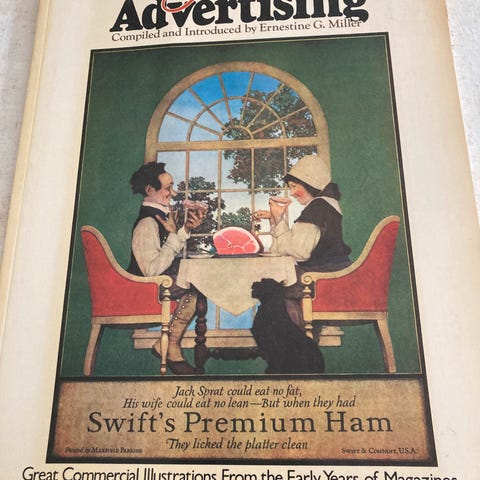 Advertising
Compiled and Introduced by Ernestine G. Miller
Jack Sprat could eat no fat,
His wife could eat no lean—But when they had
Swift's Premium Ham
They licked the platter clean
Painted by MAXFIELD PARRISH
SWIFT & COMPANY, U.S.A.
Great Commercial Illustrations From the Early Years of Magazines